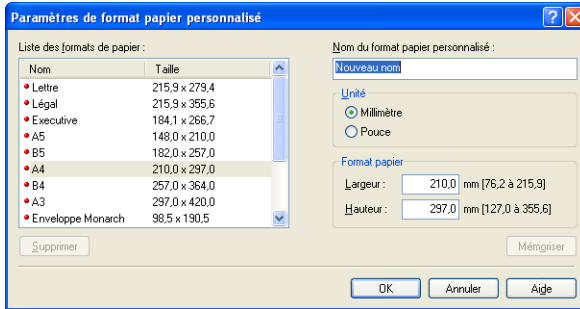 Paramètres de format papier personnalisé
Liste des formats de papier :
Nom Taille
Lettre 215,9 x 279,4
Légal 215,9 x 355,6
Executive 184,1 x 266,7
A5 148,0 x 210,0
B5 182,0 x 257,0
A4 210,0 x 297,0
B4 257,0 x 364,0
A3 297,0 x 420,0
Enveloppe Monarch 98,5 x 190,5
Supprimer
Nom du format papier personnalisé :
Nouveau nom
Unité
Millimètre
Pouce
Format papier
Largeur : 210,0 mm [76,2 à 215,9]
Hauteur : 297,0 mm [127,0 à 355,6]
Mémoriser
OK Annuler Aide